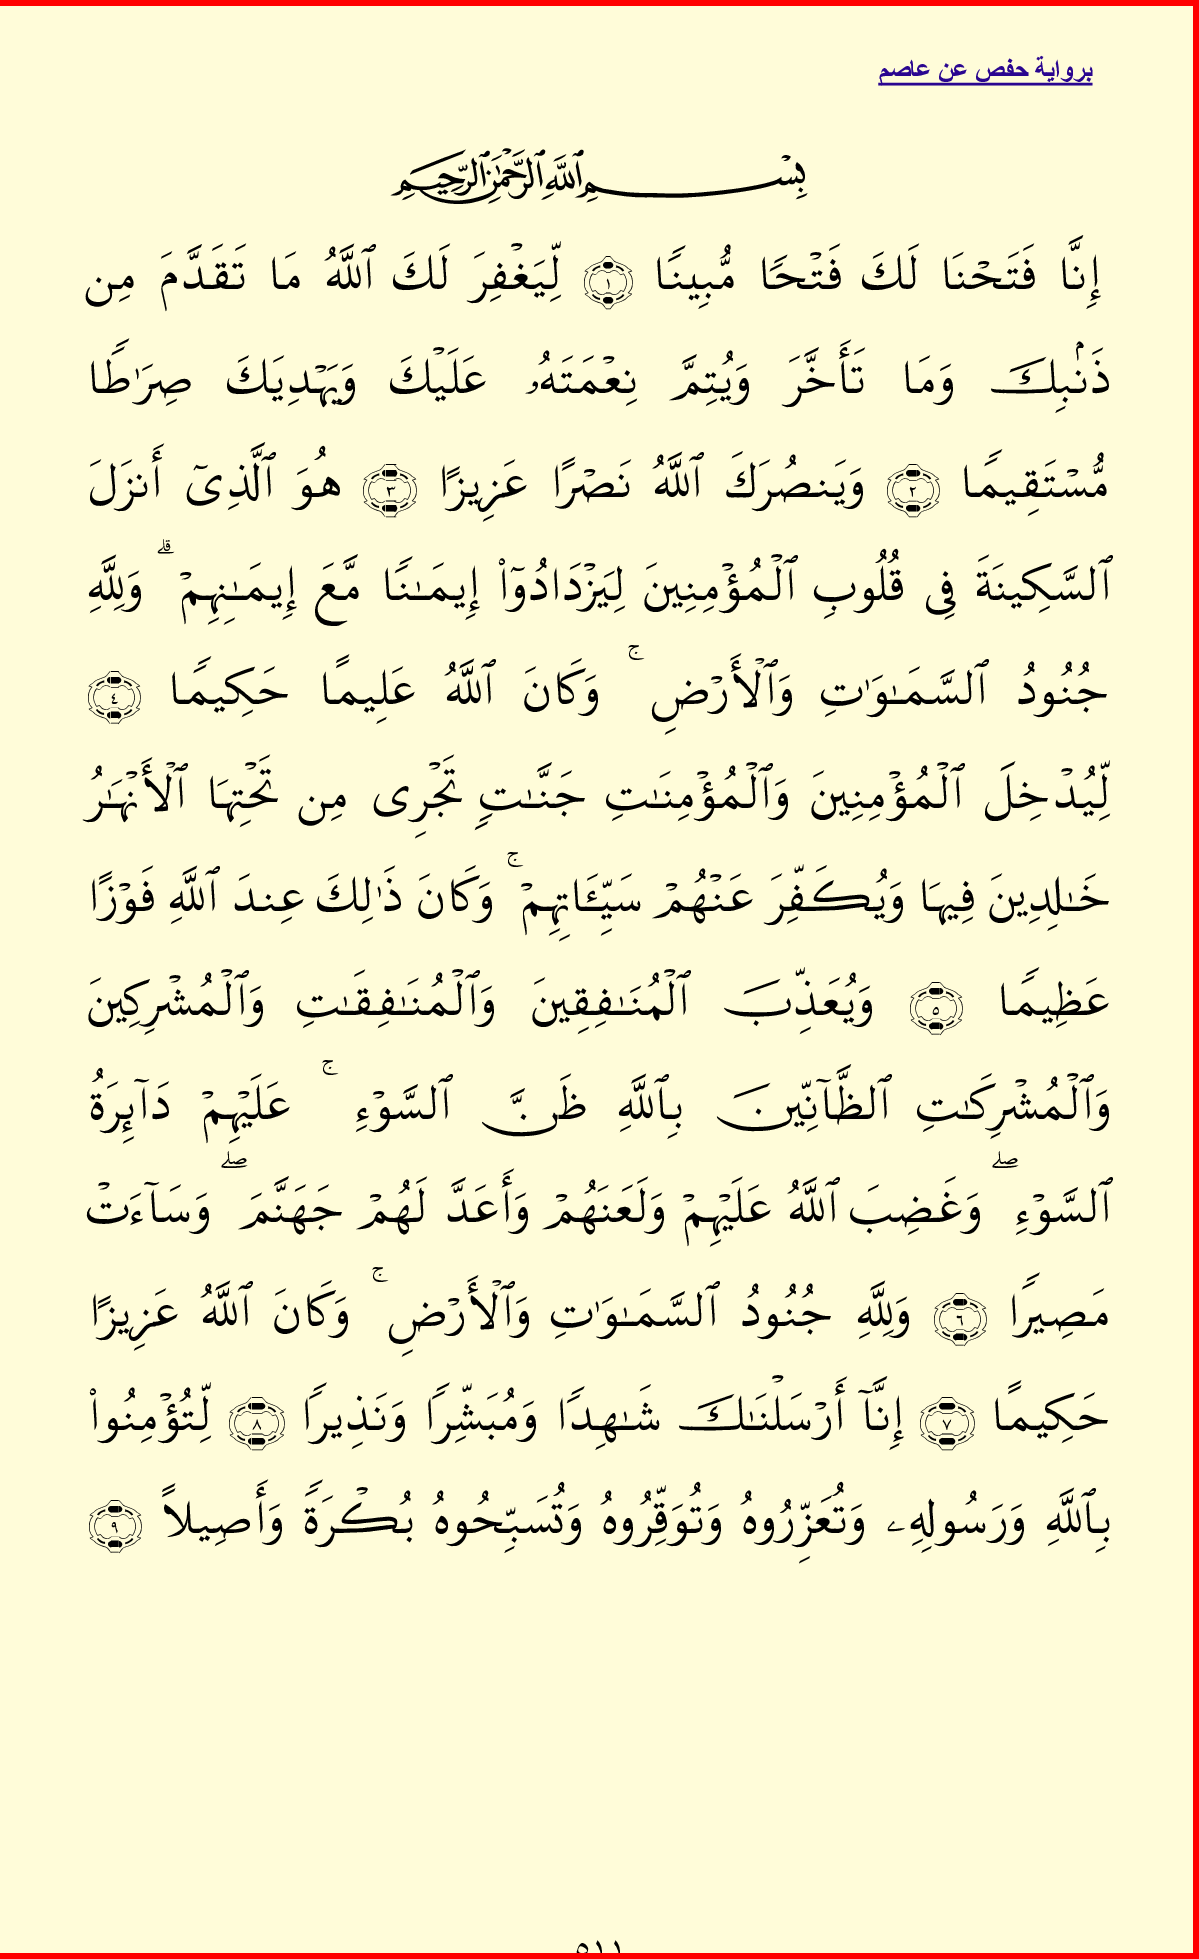 برواية حفص عن عاصم
بِسْمِ ٱللَّهِ ٱلرَّحْمَٰنِ ٱلرَّحِيمِ
إِنَّا فَتَحْنَا لَكَ فَتْحًا مُّبِينًا ١ لِّيَغْفِرَ لَكَ ٱللَّهُ مَا تَقَدَّمَ مِن
ذَنۢبِكَ وَمَا تَأَخَّرَ وَيُتِمَّ نِعْمَتَهُۥ عَلَيْكَ وَيَهْدِيَكَ صِرَٰطًا
مُّسْتَقِيمًا ٢ وَيَنصُرَكَ ٱللَّهُ نَصْرًا عَزِيزًا ٣ هُوَ ٱلَّذِىٓ أَنزَلَ
ٱلسَّكِينَةَ فِى قُلُوبِ ٱلْمُؤْمِنِينَ لِيَزْدَادُوٓا۟ إِيمَـٰنًا مَّعَ إِيمَـٰنِهِمْ ۗ وَلِلَّهِ
جُنُودُ ٱلسَّمَـٰوَٰتِ وَٱلْأَرْضِ ۚ وَكَانَ ٱللَّهُ عَلِيمًا حَكِيمًا ٤
لِّيُدْخِلَ ٱلْمُؤْمِنِينَ وَٱلْمُؤْمِنَـٰتِ جَنَّـٰتٍ تَجْرِى مِن تَحْتِهَا ٱلْأَنْهَـٰرُ
خَـٰلِدِينَ فِيهَا وَيُكَفِّرَ عَنْهُمْ سَيِّـَٔاتِهِمْ ۚ وَكَانَ ذَٰلِكَ عِندَ ٱللَّهِ فَوْزًا
عَظِيمًا ٥ وَيُعَذِّبَ ٱلْمُنَـٰفِقِينَ وَٱلْمُنَـٰفِقَـٰتِ وَٱلْمُشْرِكِينَ
وَٱلْمُشْرِكَـٰتِ ٱلظَّآنِّينَ بِٱللَّهِ ظَنَّ ٱلسَّوْءِ ۚ عَلَيْهِمْ دَآئِرَةُ
ٱلسَّوْءِ ۖ وَغَضِبَ ٱللَّهُ عَلَيْهِمْ وَلَعَنَهُمْ وَأَعَدَّ لَهُمْ جَهَنَّمَ ۖ وَسَآءَتْ
مَصِيرًا ٦ وَلِلَّهِ جُنُودُ ٱلسَّمَـٰوَٰتِ وَٱلْأَرْضِ ۚ وَكَانَ ٱللَّهُ عَزِيزًا
حَكِيمًا ٧ إِنَّآ أَرْسَلْنَـٰكَ شَـٰهِدًا وَمُبَشِّرًا وَنَذِيرًا ٨ لِّتُؤْمِنُوا۟
بِٱللَّهِ وَرَسُولِهِۦ وَتُعَزِّرُوهُ وَتُوَقِّرُوهُ وَتُسَبِّحُوهُ بُكْرَةً وَأَصِيلاً ٩
٥١١